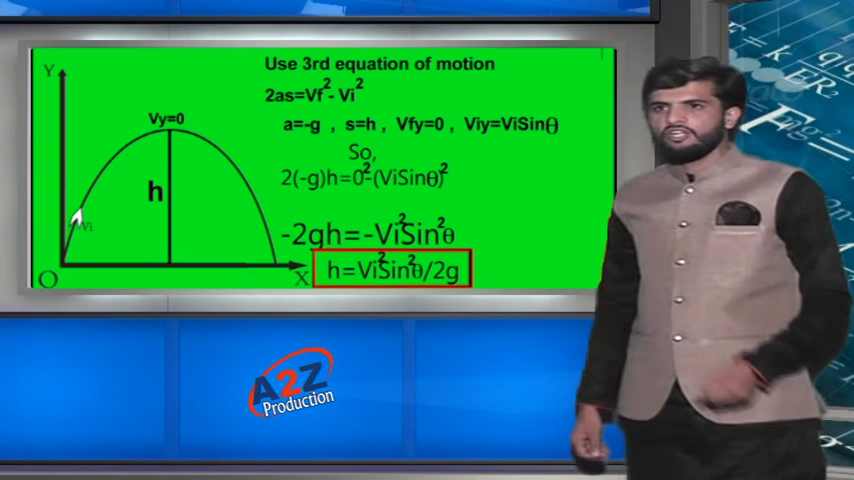 Use 3rd equation of motion
2as=Vf²- Vi²
a=-g , s=h , Vfy=0 , Viy=ViSinθ
So,
2(-g)h=0²-(ViSinθ)²
-2gh=-Vi²Sin²θ
h=Vi²Sin²θ/2g
Y
Vy=0
h
Vi
O
X
A2Z
Production